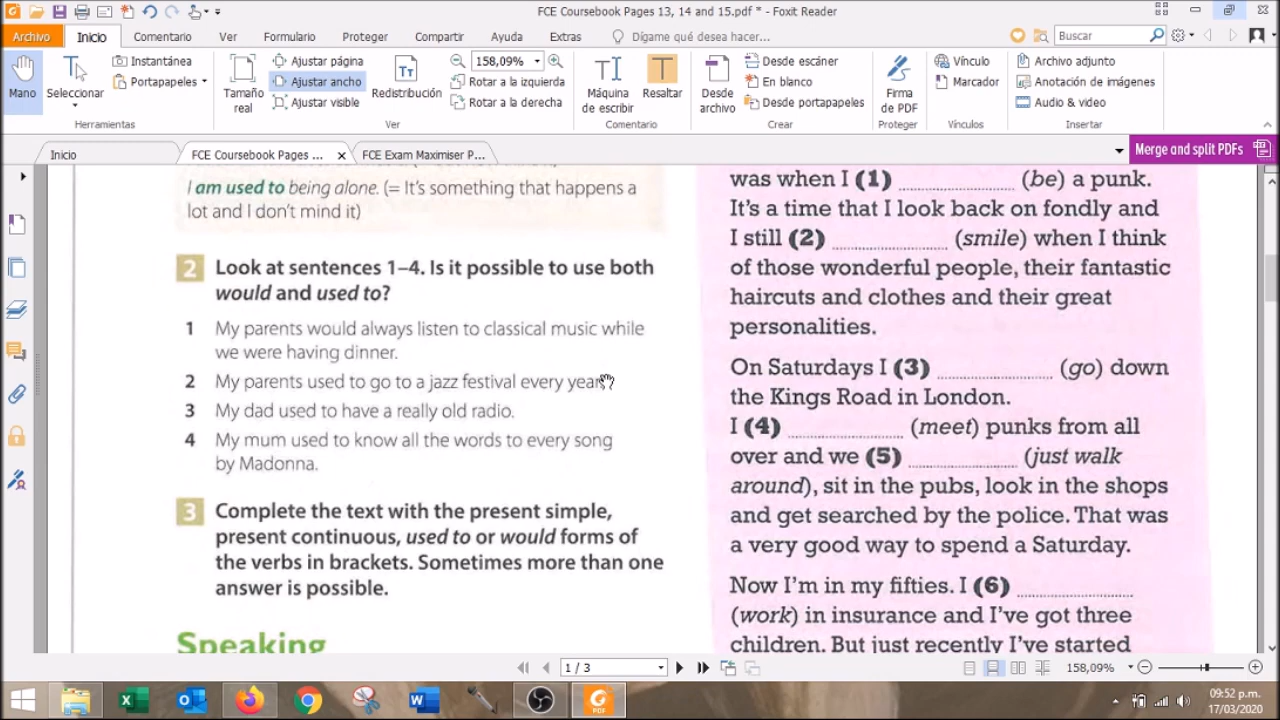 FCE Coursebook Pages 13, 14 and 15.pdf * - Foxit Reader
Archivo
Inicio
Comentario
Ver
Formulario
Proteger
Compartir
Ayuda
Extras
Dígame qué desea hacer...
Buscar
Mano
Seleccionar
Instantánea
Portapapeles
Herramientas
Tamaño real
Ajustar página
Ajustar ancho
Ajustar visible
Redistribución
158,09%
Rotar a la izquierda
Rotar a la derecha
Ver
Máquina de escribir
Resaltar
Comentario
Desde archivo
Desde escáner
En blanco
Desde portapapeles
Crear
Firma de PDF
Proteger
Vínculo
Marcador
Vínculos
Archivo adjunto
Anotación de imágenes
Audio & video
Insertar
Inicio
FCE Coursebook Pages ...
FCE Exam Maximiser P...
Merge and split PDFs
I am used to being alone. (= It's something that happens a
lot and I don't mind it)
2 Look at sentences 1–4. Is it possible to use both
would and used to?
1 My parents would always listen to classical music while
we were having dinner.
2 My parents used to go to a jazz festival every year.
3 My dad used to have a really old radio.
4 My mum used to know all the words to every song
by Madonna.
3 Complete the text with the present simple,
present continuous, used to or would forms of
the verbs in brackets. Sometimes more than one
answer is possible.
Speaking
was when I (1) .................... (be) a punk.
It's a time that I look back on fondly and
I still (2) .................... (smile) when I think
of those wonderful people, their fantastic
haircuts and clothes and their great
personalities.
On Saturdays I (3) .................... (go) down
the Kings Road in London.
I (4) .................... (meet) punks from all
over and we (5) .................... (just walk
around), sit in the pubs, look in the shops
and get searched by the police. That was
a very good way to spend a Saturday.
Now I'm in my fifties. I (6) ....................
(work) in insurance and I've got three
children. But just recently I've started
1 / 3
158,09%
PDF
09:52 p.m.
17/03/2020